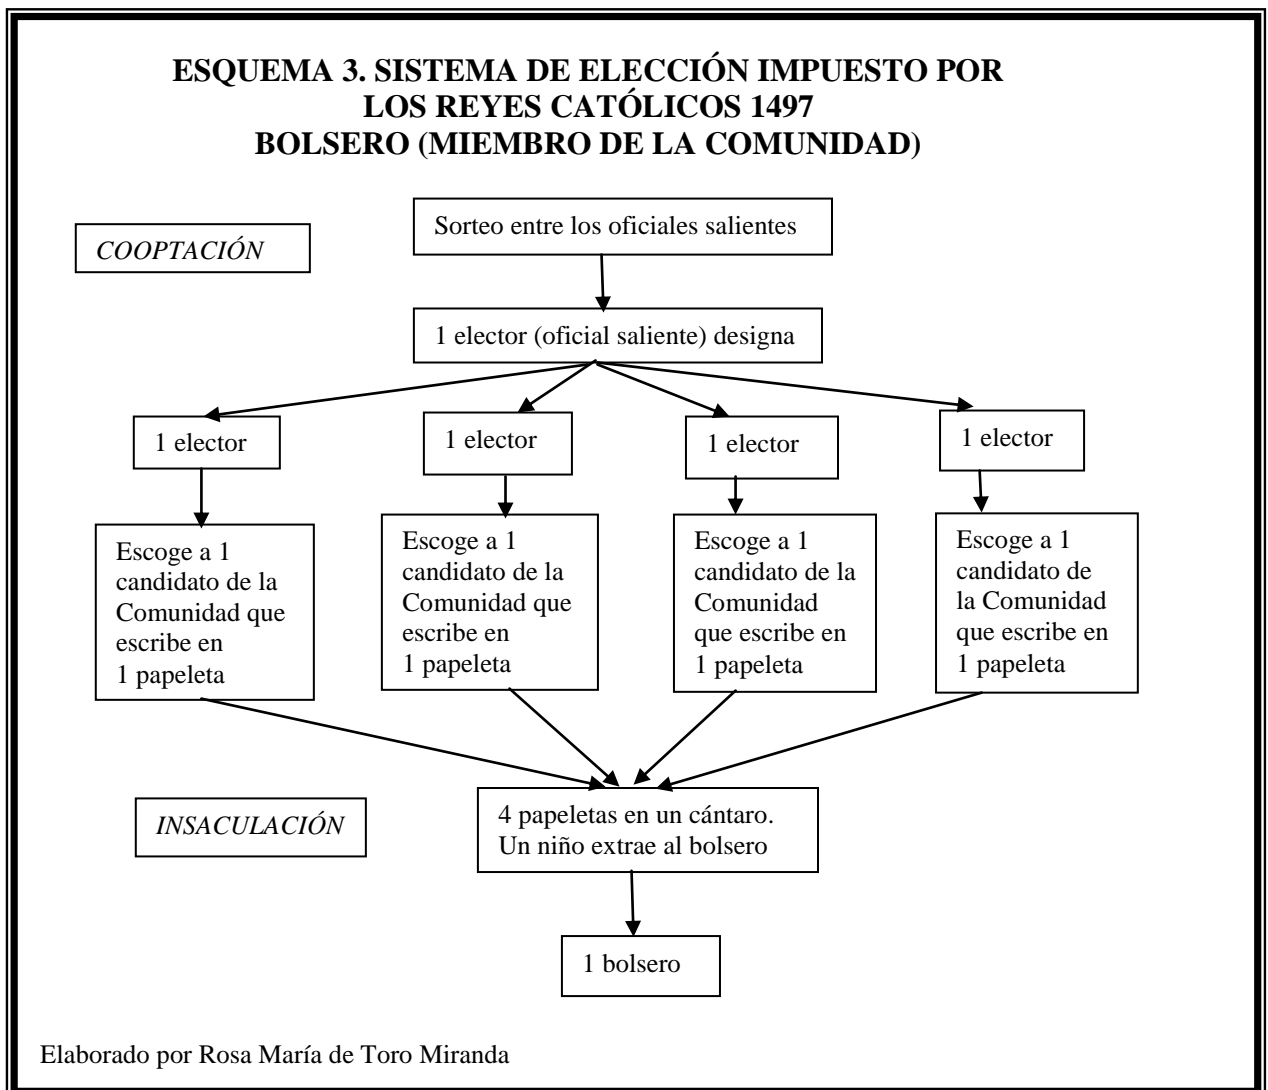 ESQUEMA 3. SISTEMA DE ELECCIÓN IMPUESTO POR
LOS REYES CATÓLICOS 1497
BOLSERO (MIEMBRO DE LA COMUNIDAD)
COOPTACIÓN
Sorteo entre los oficiales salientes
1 elector (oficial saliente) designa
1 elector
1 elector
1 elector
1 elector
Escoge a 1
candidato de la
Comunidad que
escribe en
1 papeleta
Escoge a 1
candidato de la
Comunidad que
escribe en
1 papeleta
Escoge a 1
candidato de la
Comunidad
que escribe en
1 papeleta
Escoge a 1
candidato de
la Comunidad
que escribe en
1 papeleta
INSACULACIÓN
4 papeletas en un cántaro.
Un niño extrae al bolsero
1 bolsero
Elaborado por Rosa María de Toro Miranda